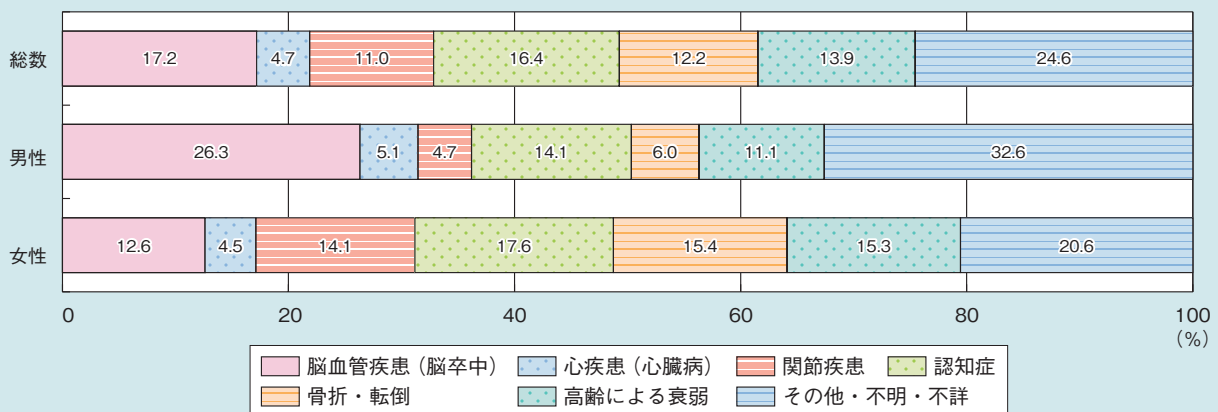 総数 17.2 4.7 11.0 16.4 12.2 13.9 24.6
男性 26.3 5.1 4.7 14.1 6.0 11.1 32.6
女性 12.6 4.5 14.1 17.6 15.4 15.3 20.6
0 20 40 60 80 100
(%)
脳血管疾患(脳卒中) 心疾患(心臓病) 関節疾患 認知症
骨折・転倒 高齢による衰弱 その他・不明・不詳